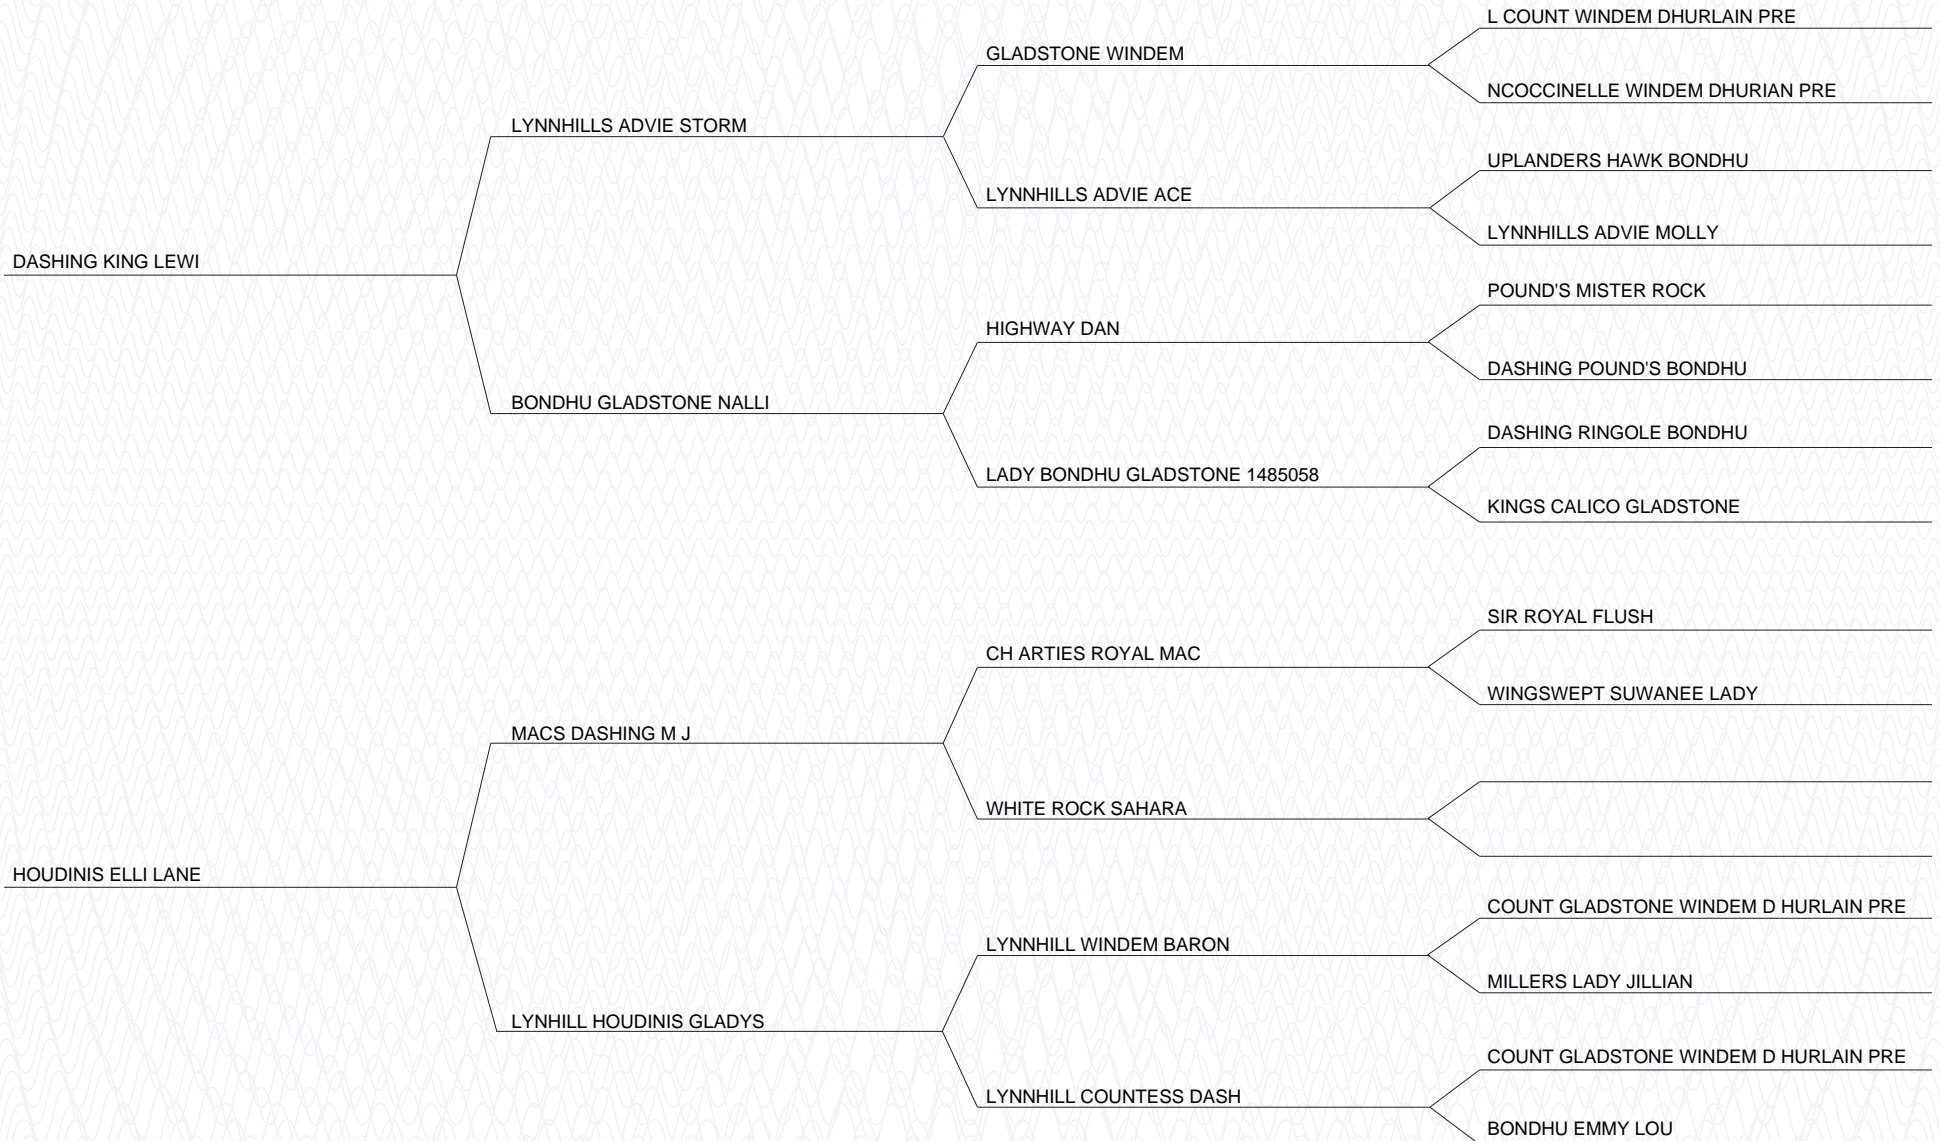 L COUNT WINDEM DHURLAIN PRE
GLADSTONE WINDEM
NCOCCINELLE WINDEM DHURIAN PRE
LYNNHILLS ADVIE STORM
UPLANDERS HAWK BONDHU
LYNNHILLS ADVIE ACE
LYNNHILLS ADVIE MOLLY
DASHING KING LEWI
POUND'S MISTER ROCK
HIGHWAY DAN
DASHING POUND'S BONDHU
BONDHU GLADSTONE NALLI
DASHING RINGOLE BONDHU
LADY BONDHU GLADSTONE 1485058
KINGS CALICO GLADSTONE
SIR ROYAL FLUSH
CH ARTIES ROYAL MAC
WINGSWEPT SUWANEE LADY
MACS DASHING M J
WHITE ROCK SAHARA
HOUDINIS ELLI LANE
COUNT GLADSTONE WINDEM D HURLAIN PRE
LYNNHILL WINDEM BARON
MILLERS LADY JILLIAN
LYNHILL HOUDINIS GLADYS
COUNT GLADSTONE WINDEM D HURLAIN PRE
LYNNHILL COUNTESS DASH
BONDHU EMMY LOU